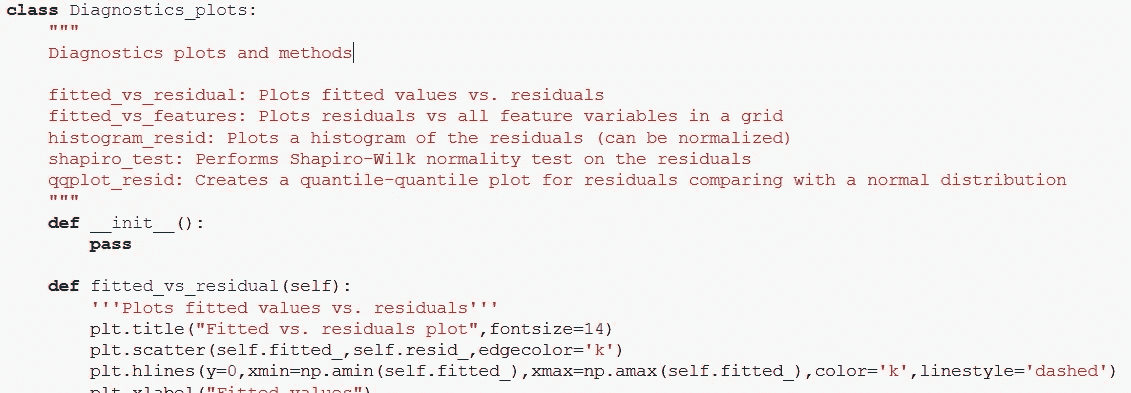 class Diagnostics_plots:
"""
Diagnostics plots and methods
fitted_vs_residual: Plots fitted values vs. residuals
fitted_vs_features: Plots residuals vs all feature variables in a grid
histogram_resid: Plots a histogram of the residuals (can be normalized)
shapiro_test: Performs Shapiro-Wilk normality test on the residuals
qqplot_resid: Creates a quantile-quantile plot for residuals comparing with a normal distribution
"""
def __init__():
pass
def fitted_vs_residual(self):
'''Plots fitted values vs. residuals'''
plt.title("Fitted vs. residuals plot",fontsize=14)
plt.scatter(self.fitted_,self.resid_,edgecolor='k')
plt.hlines(y=0,xmin=np.amin(self.fitted_),xmax=np.amax(self.fitted_),color='k',linestyle='dashed')
plt.xlabel("Fitted values")